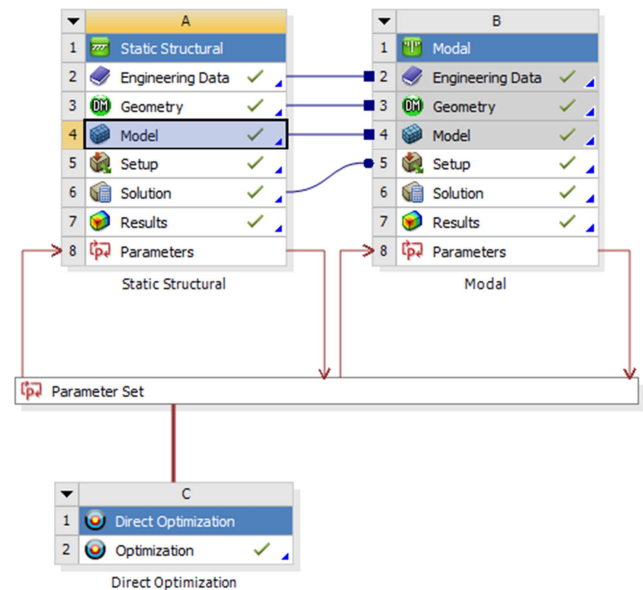 A
1 Static Structural
2 Engineering Data
3 DM Geometry
4 Model
5 Setup
6 Solution
7 Results
8 Parameters
Static Structural
B
1 Modal
2 Engineering Data
3 DM Geometry
4 Model
5 Setup
6 Solution
7 Results
8 Parameters
Modal
Parameter Set
C
1 Direct Optimization
2 Optimization
Direct Optimization